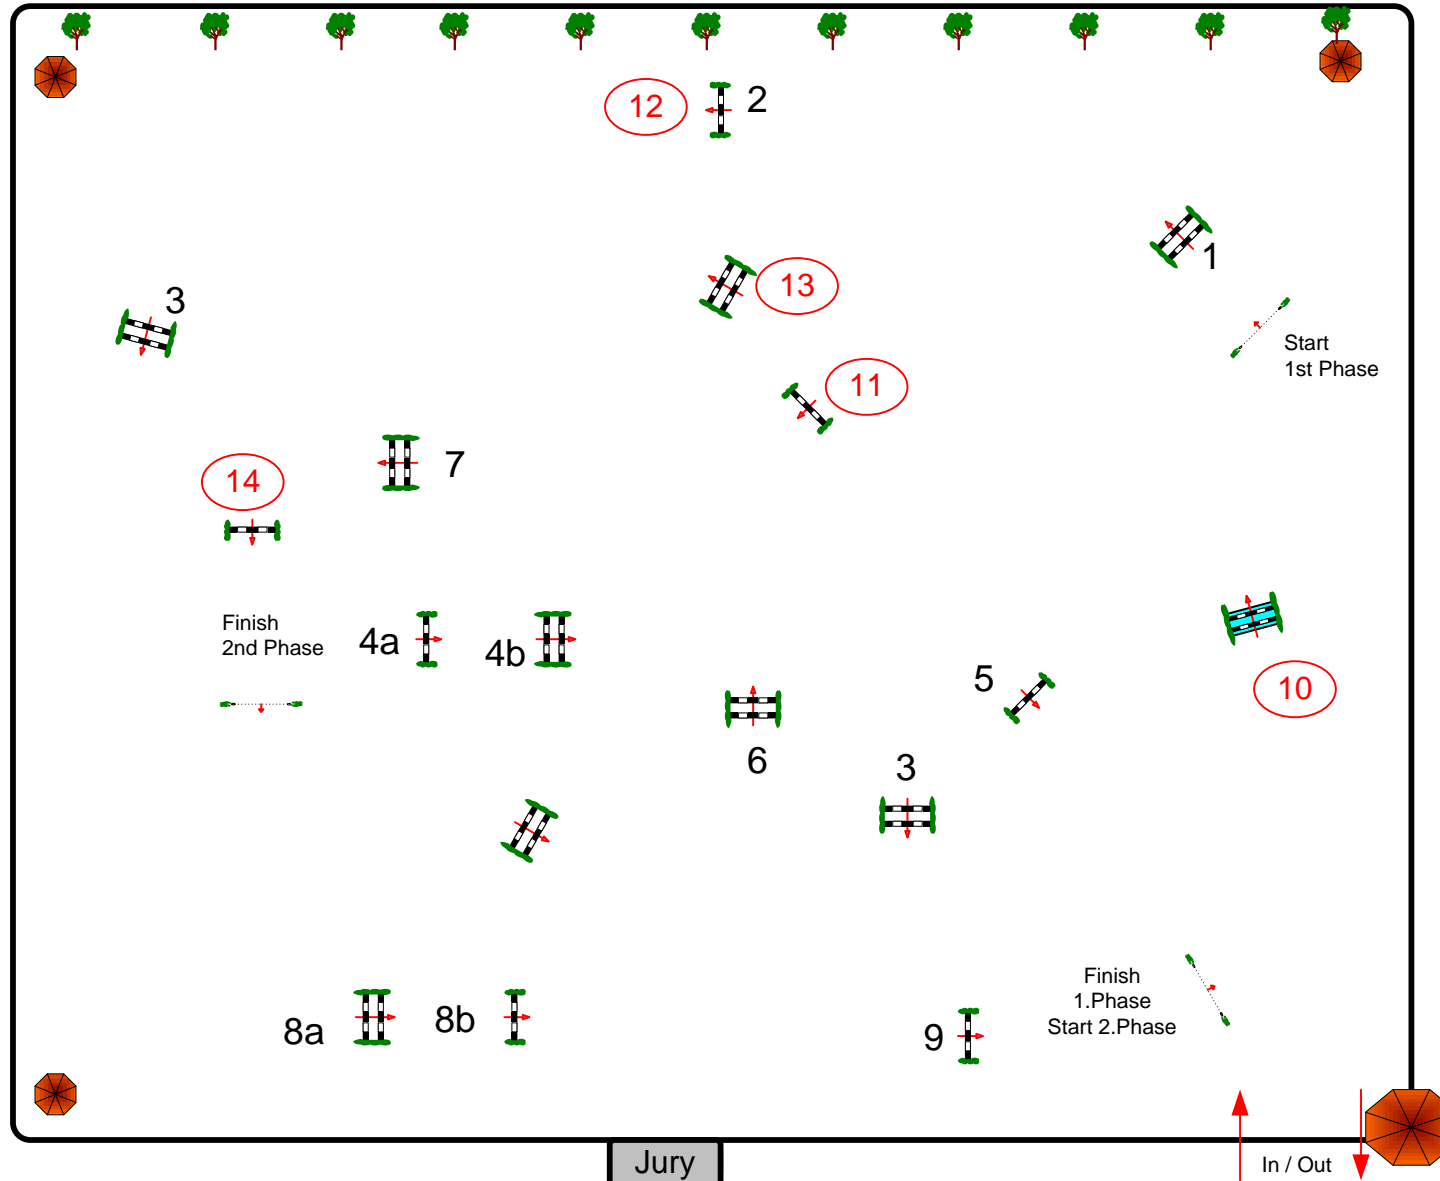 12
2
1
3
13
Start
1st Phase
11
7
14
Finish
2nd Phase
4a
4b
5
10
6
3
Finish
1.Phase
Start 2.Phase
8a
8b
9
Jury
In / Out